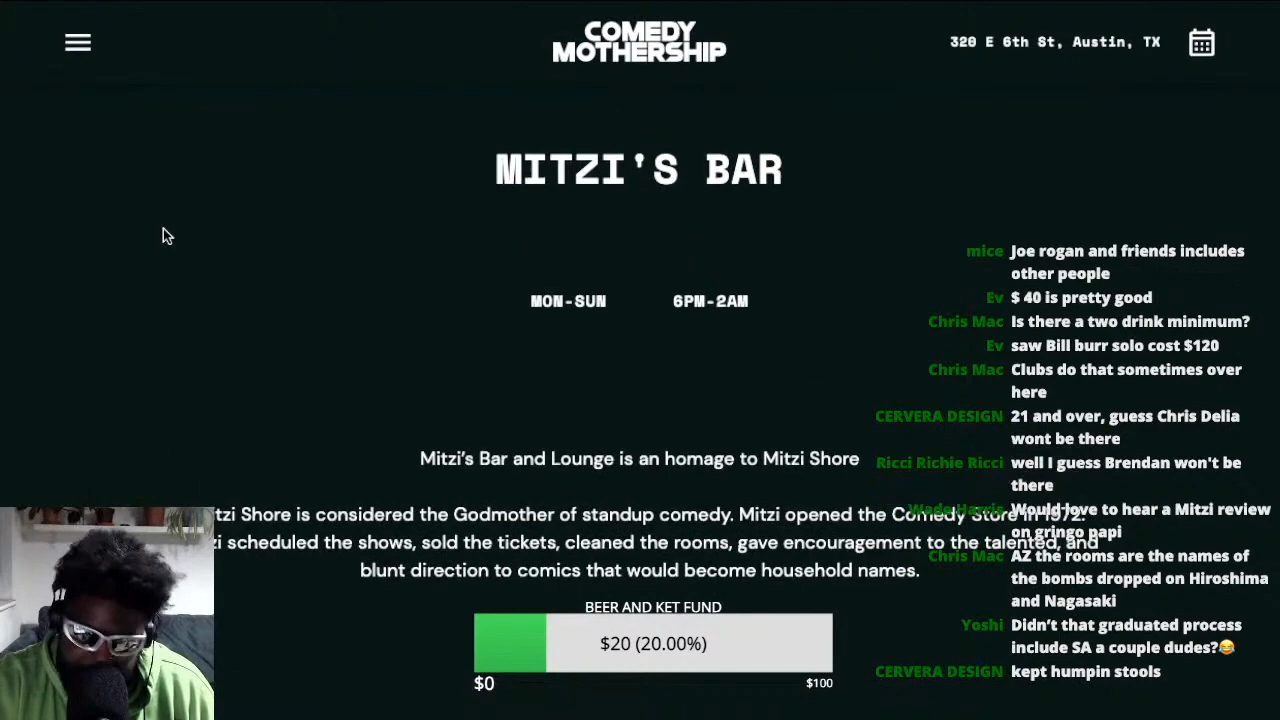 COMEDY
MOTHERSHIP
320 E 6th St, Austin, TX
MITZI'S BAR
MON-SUN 6PM-2AM
Mitzi’s Bar and Lounge is an homage to Mitzi Shore
tzi Shore is considered the Godmother of standup comedy. Mitzi opened the Comedy Store in 1972.
zi scheduled the shows, sold the tickets, cleaned the rooms, gave encouragement to the talented, and
blunt direction to comics that would become household names.
BEER AND KET FUND
$20 (20.00%)
$0 $100
mice Joe rogan and friends includes
other people
Ev $ 40 is pretty good
Chris Mac Is there a two drink minimum?
Ev saw Bill burr solo cost $120
Chris Mac Clubs do that sometimes over
here
CERVERA DESIGN 21 and over, guess Chris Delia
wont be there
Ricci Richie Ricci well I guess Brendan won't be
there
Wade Harris Would love to hear a Mitzi review
on gringo papi
Chris Mac AZ the rooms are the names of
the bombs dropped on Hiroshima
and Nagasaki
Yoshi Didn’t that graduated process
include SA a couple dudes?😂
CERVERA DESIGN kept humpin stools